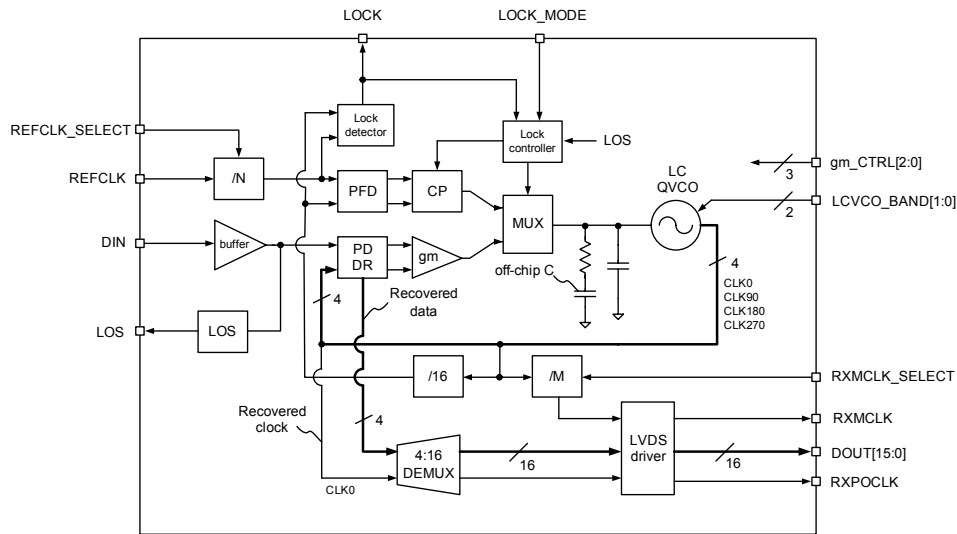 LOCK
LOCK_MODE
REFCLK_SELECT
Lock
detector
Lock
controller
LOS
REFCLK
/N
PFD
CP
LC
QVCO
gm_CTRL[2:0]
3
MUX
LCVCO_BAND[1:0]
2
DIN
buffer
PD
DR
gm
off-chip C
4
CLK0
CLK90
CLK180
CLK270
4
Recovered
data
LOS
LOS
/16
/M
RXMCLK_SELECT
Recovered
clock
4
RXMCLK
4:16
DEMUX
16
LVDS
driver
16
DOUT[15:0]
CLK0
RXPOCLK